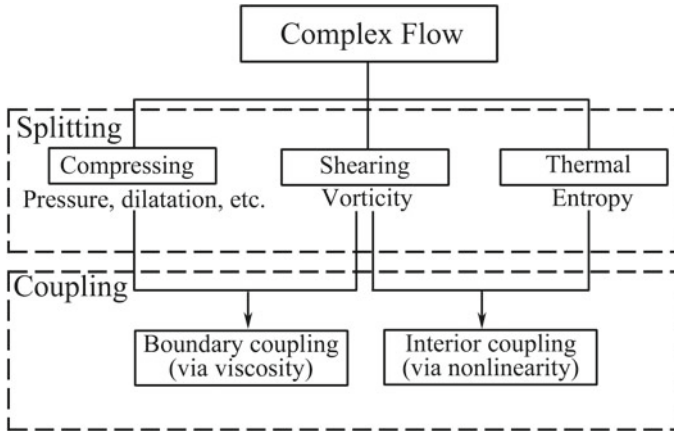 Complex Flow
Splitting
Compressing
Shearing
Thermal
Pressure, dilatation, etc.
Vorticity
Entropy
Coupling
Boundary coupling
(via viscosity)
Interior coupling
(via nonlinearity)